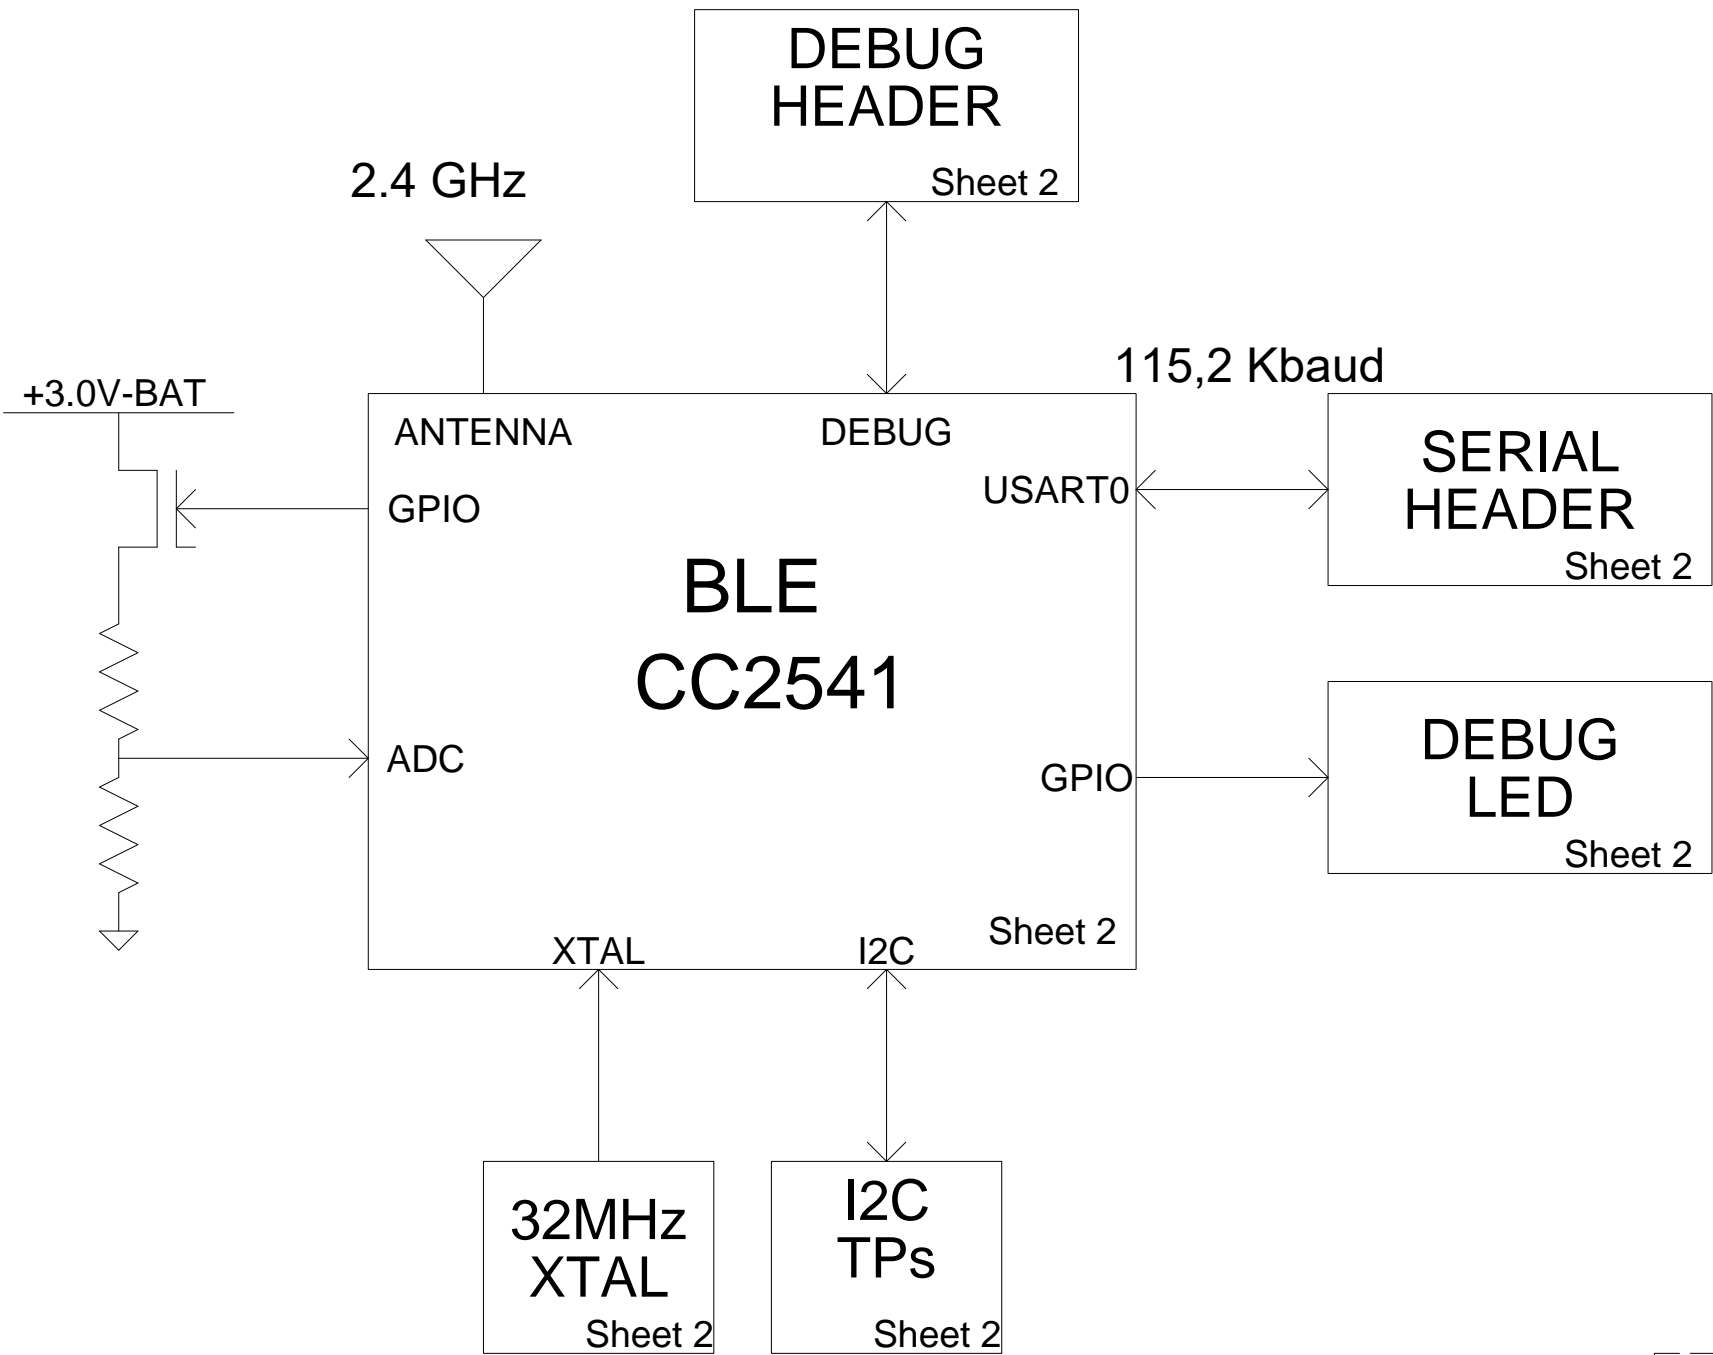 DEBUG
HEADER
Sheet 2
2.4 GHz
115,2 Kbaud
+3.0V-BAT
ANTENNA
DEBUG
SERIAL
HEADER
Sheet 2
USART0
GPIO
BLE
CC2541
DEBUG
LED
Sheet 2
ADC
GPIO
Sheet 2
XTAL
I2C
32MHz
XTAL
Sheet 2
I2C
TPs
Sheet 2